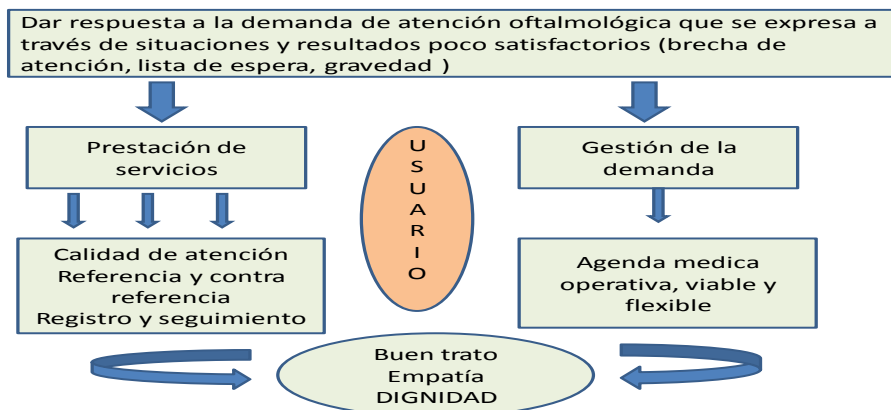 Dar respuesta a la demanda de atención oftalmológica que se expresa a
través de situaciones y resultados poco satisfactorios (brecha de
atención, lista de espera, gravedad )
Prestación de
servicios
U
S
U
A
R
I
O
Gestión de la
demanda
Calidad de atención
Referencia y contra
referencia
Registro y seguimiento
Agenda medica
operativa, viable y
flexible
Buen trato
Empatía
DIGNIDAD